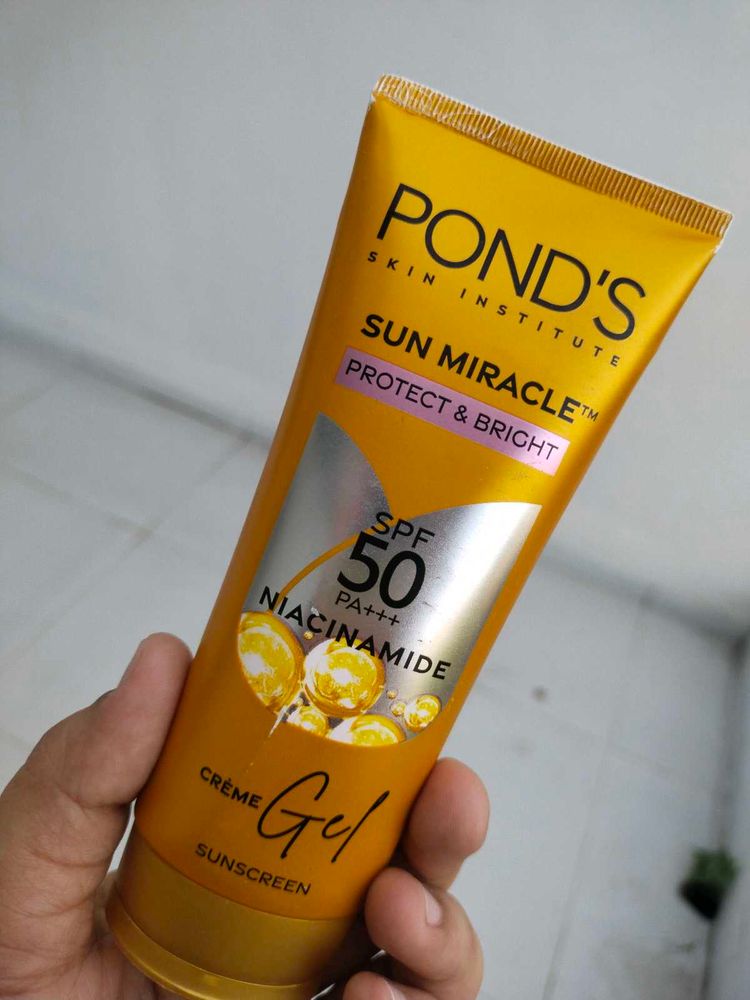 POND'S
SKIN INSTITUTE
SUN MIRACLE™
PROTECT & BRIGHT
SPF
50
PA+++
NIACINAMIDE
CRÈME Gel
SUNSCREEN